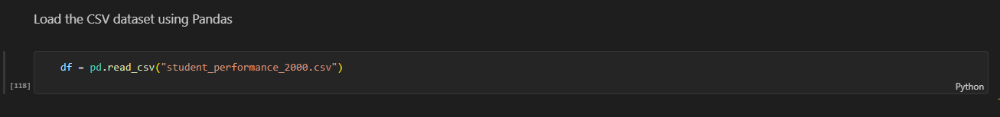 Load the CSV dataset using Pandas
df = pd.read_csv("student_performance_2000.csv")
[118]
Python